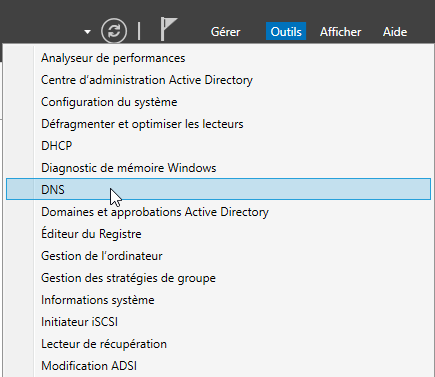 Gérer Outils Afficher Aide
Analyseur de performances
Centre d'administration Active Directory
Configuration du système
Défragmenter et optimiser les lecteurs
DHCP
Diagnostic de mémoire Windows
DNS
Domaines et approbations Active Directory
Éditeur du Registre
Gestion de l'ordinateur
Gestion des stratégies de groupe
Informations système
Initiateur iSCSI
Lecteur de récupération
Modification ADSI